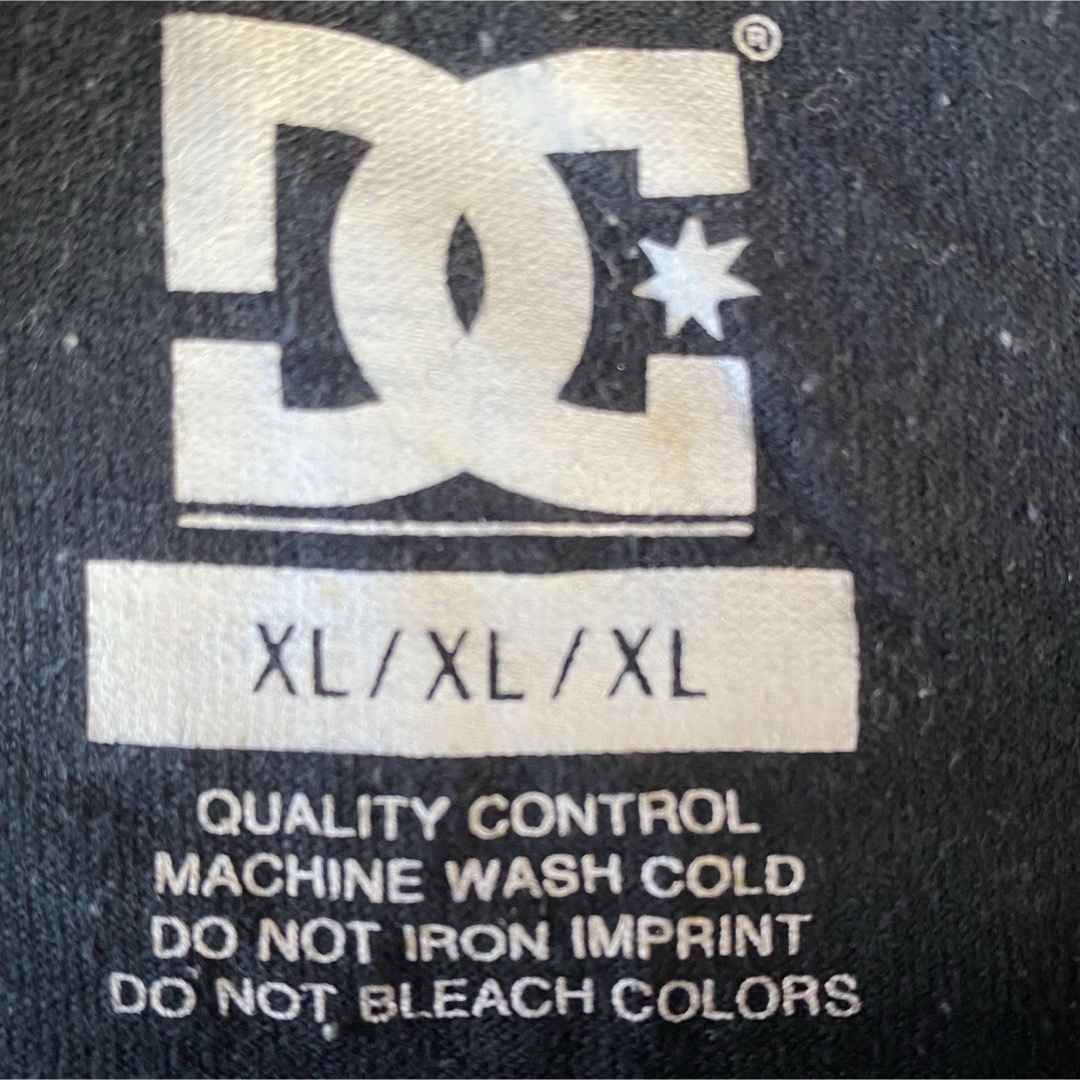 DC®
XL/XL/XL
QUALITY CONTROL
MACHINE WASH COLD
DO NOT IRON IMPRINT
DO NOT BLEACH COLORS